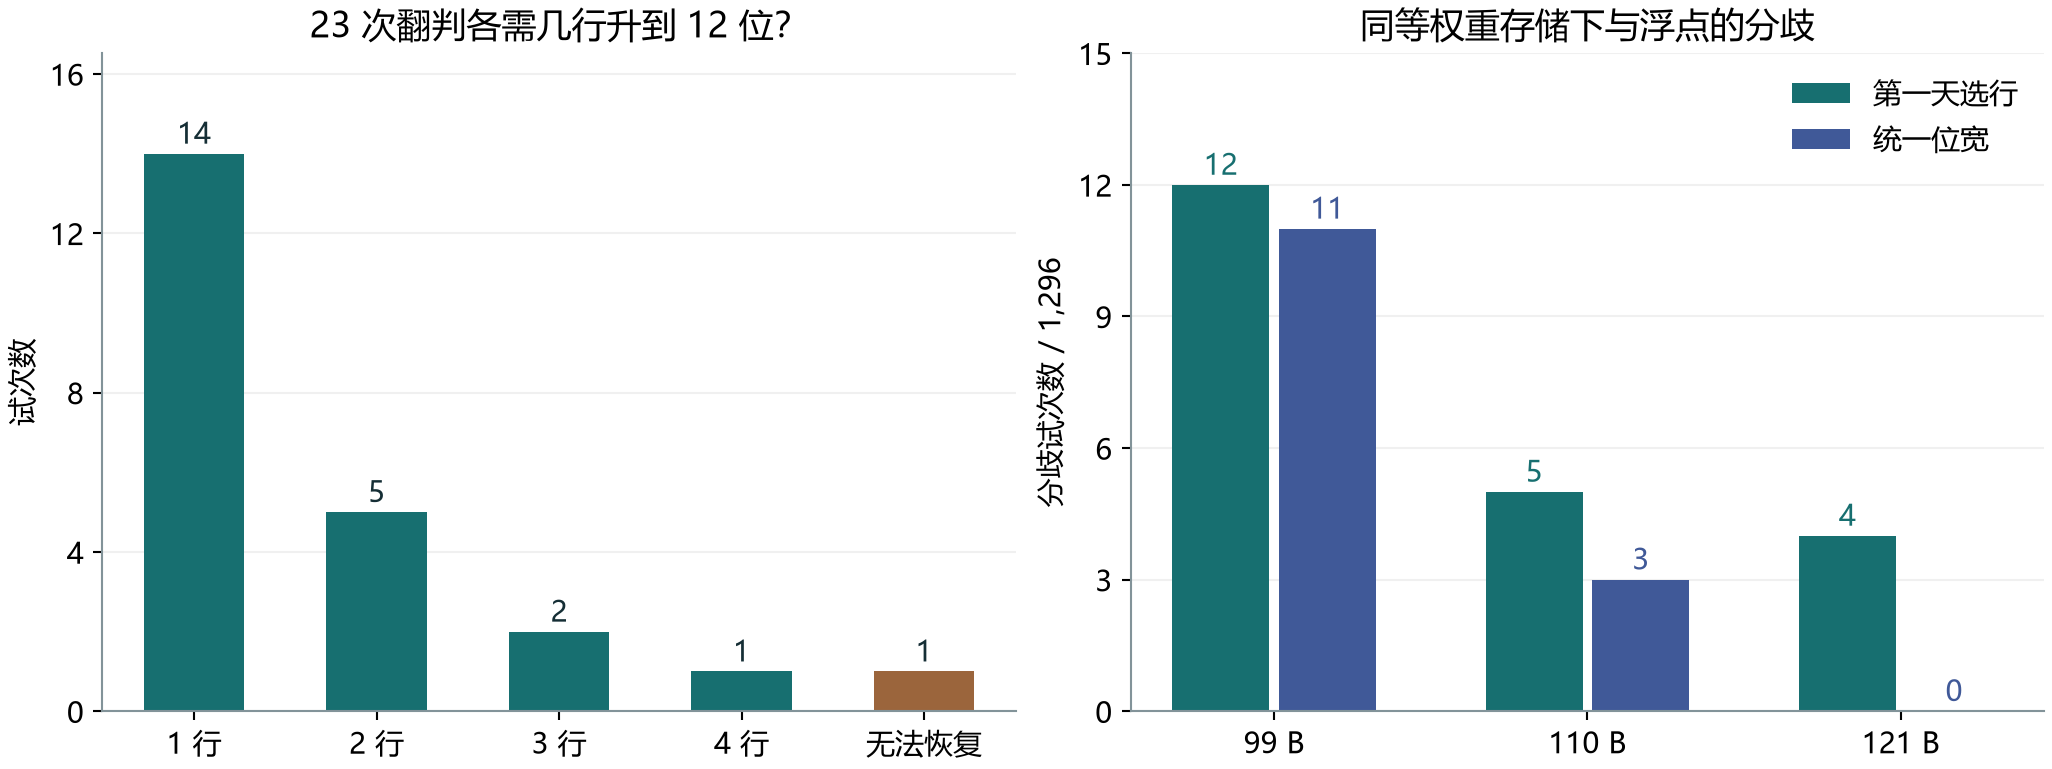 23 次翻判各需几行升到 12 位?
试次数
16
12
8
4
0
14
5
2
1
1
1 行
2 行
3 行
4 行
无法恢复
同等权重存储下与浮点的分歧
分歧试次数 / 1,296
15
12
9
6
3
0
第一天选行
统一位宽
12
11
5
3
4
0
99 B
110 B
121 B